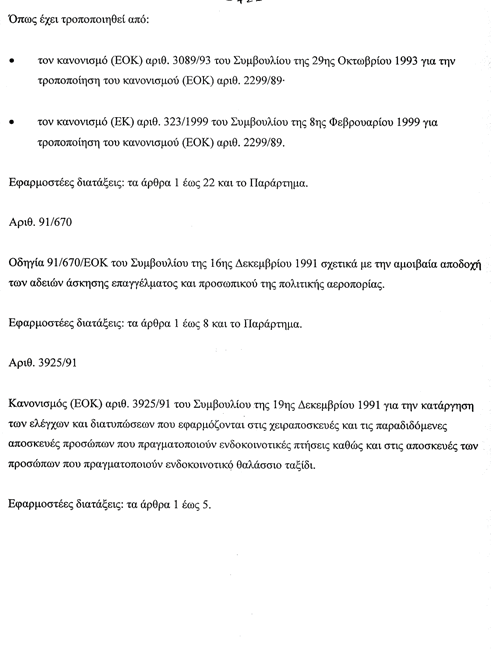 Όπως έχει τροποποιηθεί από:
• τον κανονισμό (ΕΟΚ) αριθ. 3089/93 του Συμβουλίου της 29ης Οκτωβρίου 1993 για την
τροποποίηση του κανονισμού (ΕΟΚ) αριθ. 2299/89·
• τον κανονισμό (ΕΚ) αριθ. 323/1999 του Συμβουλίου της 8ης Φεβρουαρίου 1999 για
τροποποίηση του κανονισμού (ΕΟΚ) αριθ. 2299/89.
Εφαρμοστέες διατάξεις: τα άρθρα 1 έως 22 και το Παράρτημα.
Αριθ. 91/670
Οδηγία 91/670/ΕΟΚ του Συμβουλίου της 16ης Δεκεμβρίου 1991 σχετικά με την αμοιβαία αποδοχή
των αδειών άσκησης επαγγέλματος και προσωπικού της πολιτικής αεροπορίας.
Εφαρμοστέες διατάξεις: τα άρθρα 1 έως 8 και το Παράρτημα.
Αριθ. 3925/91
Κανονισμός (ΕΟΚ) αριθ. 3925/91 του Συμβουλίου της 19ης Δεκεμβρίου 1991 για την κατάργηση
των ελέγχων και διατυπώσεων που εφαρμόζονται στις χειραποσκευές και τις παραδιδόμενες
αποσκευές προσώπων που πραγματοποιούν ενδοκοινοτικές πτήσεις καθώς και στις αποσκευές των
προσώπων που πραγματοποιούν ενδοκοινοτικό θαλάσσιο ταξίδι.
Εφαρμοστέες διατάξεις: τα άρθρα 1 έως 5.